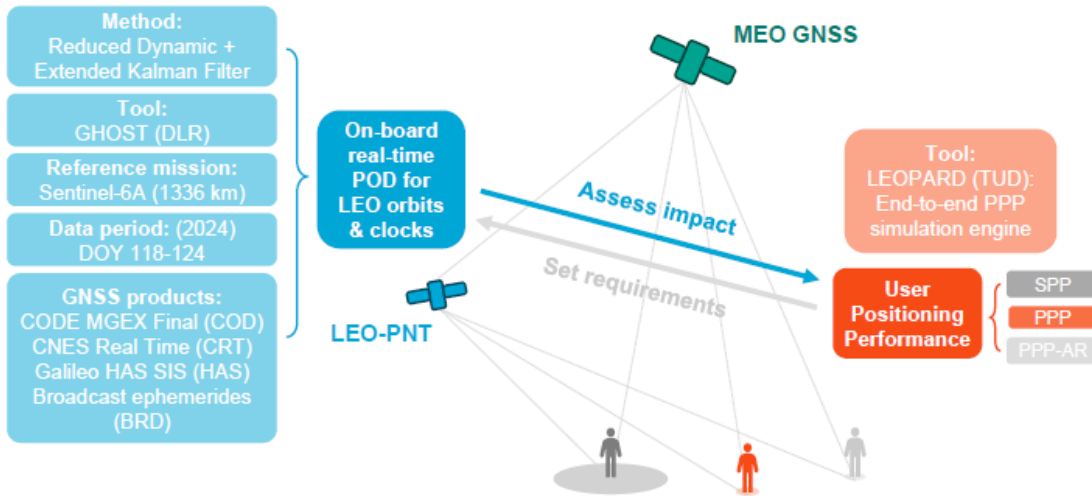 Method:
Reduced Dynamic +
Extended Kalman Filter
Tool:
GHOST (DLR)
Reference mission:
Sentinel-6A (1336 km)
Data period: (2024)
DOY 118-124
GNSS products:
CODE MGEX Final (COD)
CNES Real Time (CRT)
Galileo HAS SIS (HAS)
Broadcast ephemerides
(BRD)
On-board
real-time
POD for
LEO orbits
& clocks
LEO-PNT
MEO GNSS
Assess impact
Set requirements
Tool:
LEOPARD (TUD):
End-to-end PPP
simulation engine
User
Positioning
Performance
SPP
PPP
PPP-AR